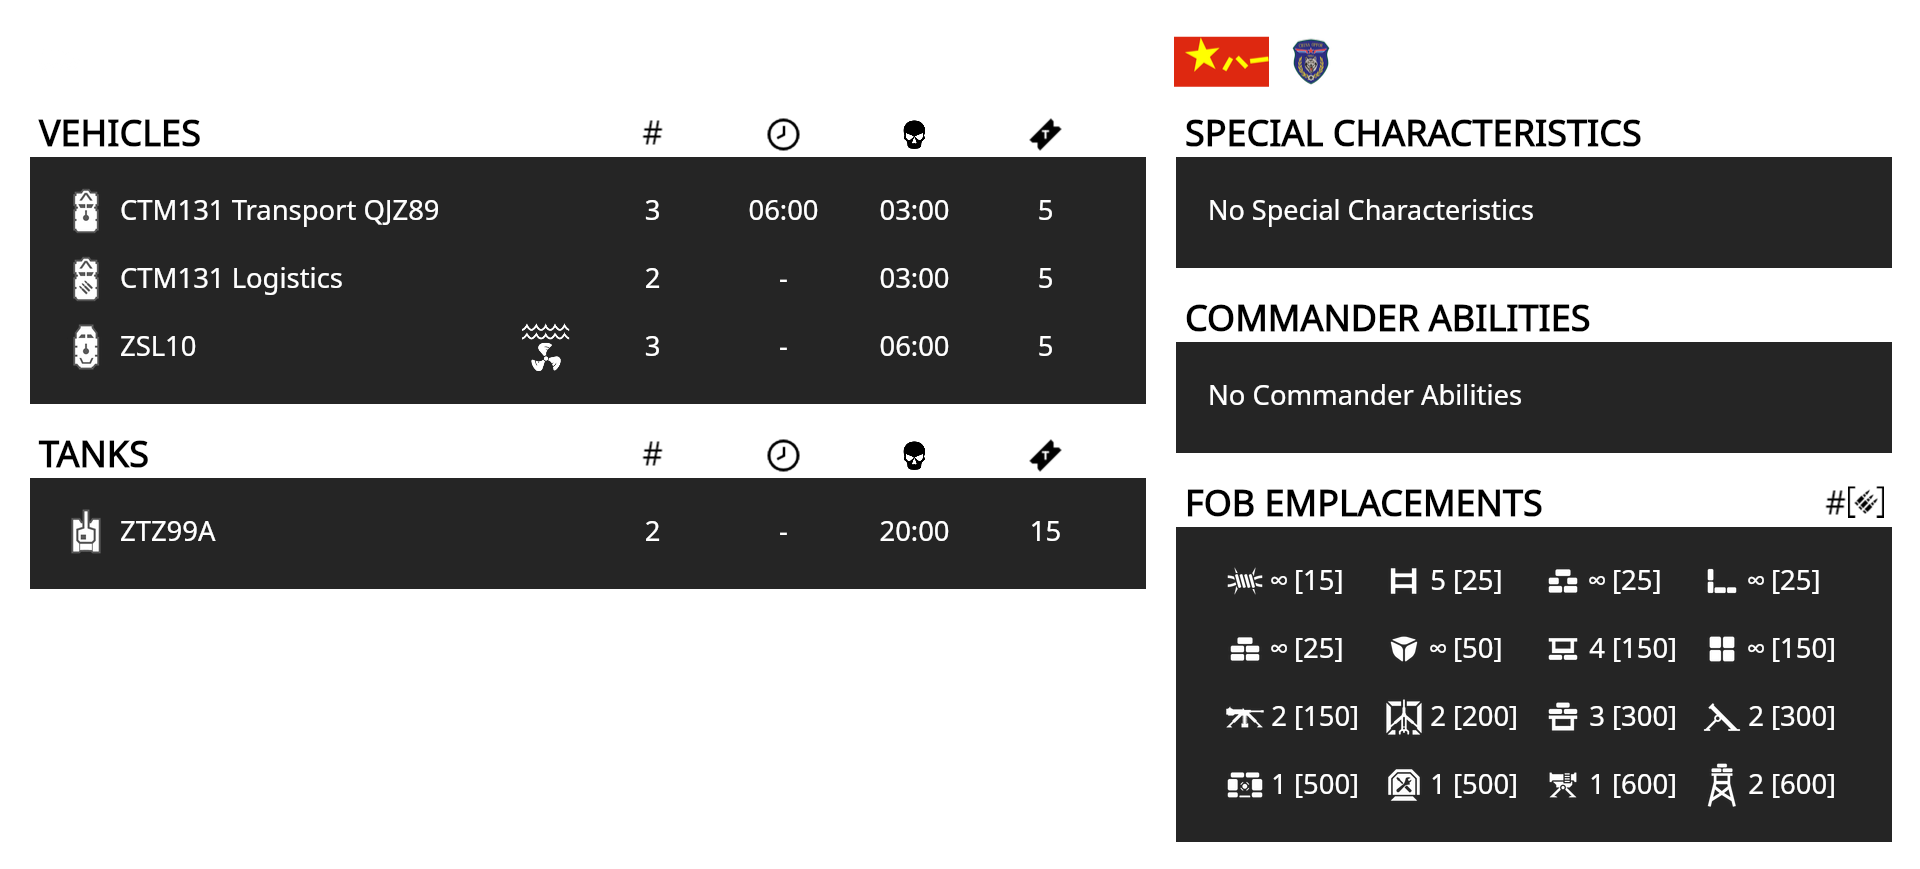 VEHICLES #
CTM131 Transport QJZ89 3 06:00 03:00 5
CTM131 Logistics 2 - 03:00 5
ZSL10 3 - 06:00 5
TANKS #
ZTZ99A 2 - 20:00 15
八一
SPECIAL CHARACTERISTICS
No Special Characteristics
COMMANDER ABILITIES
No Commander Abilities
FOB EMPLACEMENTS #[]
∞ [15] 5 [25] ∞ [25] ∞ [25]
∞ [25] ∞ [50] 4 [150] ∞ [150]
2 [150] 2 [200] 3 [300] 2 [300]
1 [500] 1 [500] 1 [600] 2 [600]